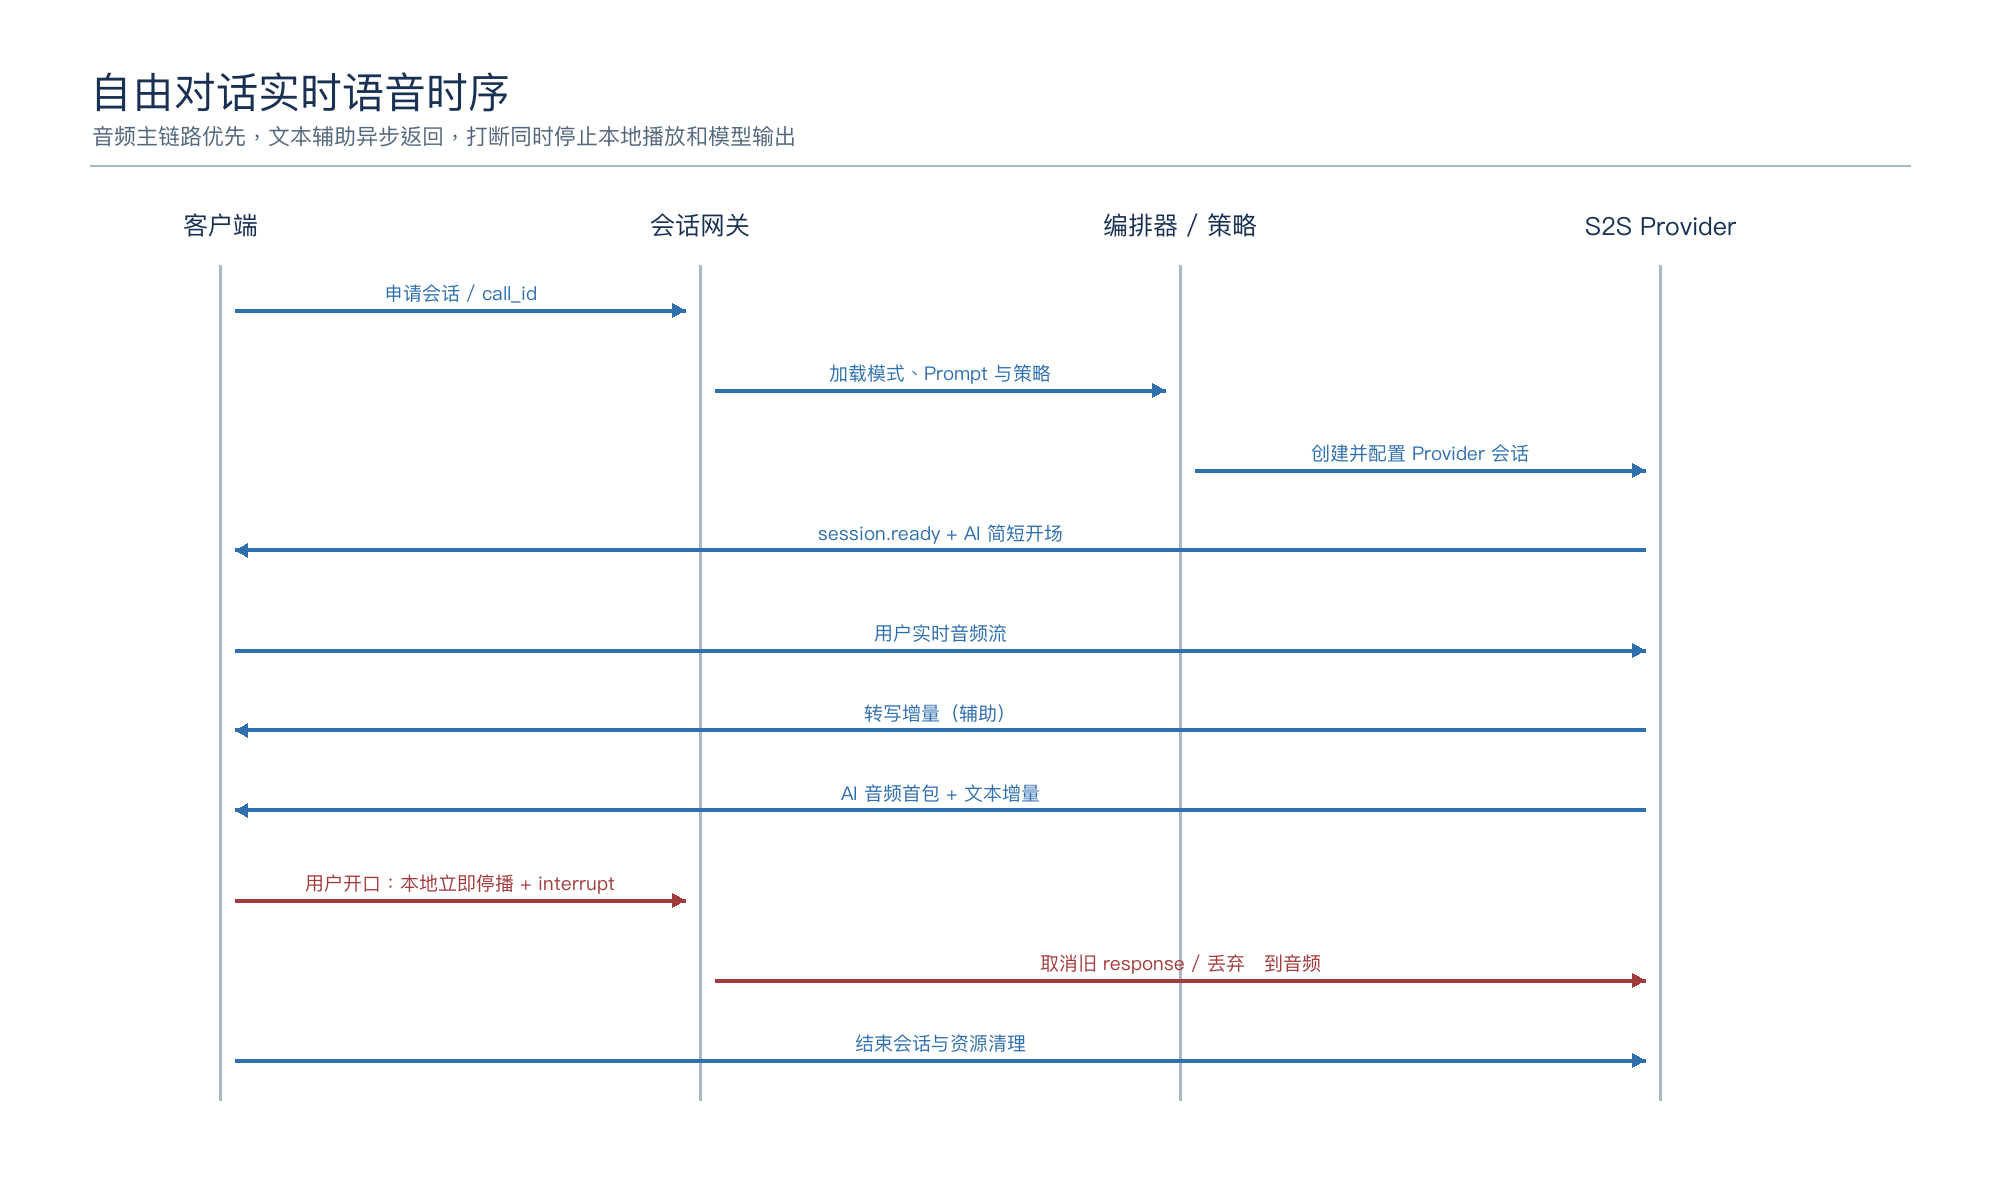 自由对话实时语音时序
音频主链路优先，文本辅助异步返回，打断同时停止本地播放和模型输出
客户端
会话网关
编排器 / 策略
S2S Provider
申请会话 / call_id
加载模式、Prompt 与策略
创建并配置 Provider 会话
session.ready + AI 简短开场
用户实时音频流
转写增量（辅助）
AI 音频首包 + 文本增量
用户开口：本地立即停播 + interrupt
取消旧 response / 丢弃　到音频
结束会话与资源清理